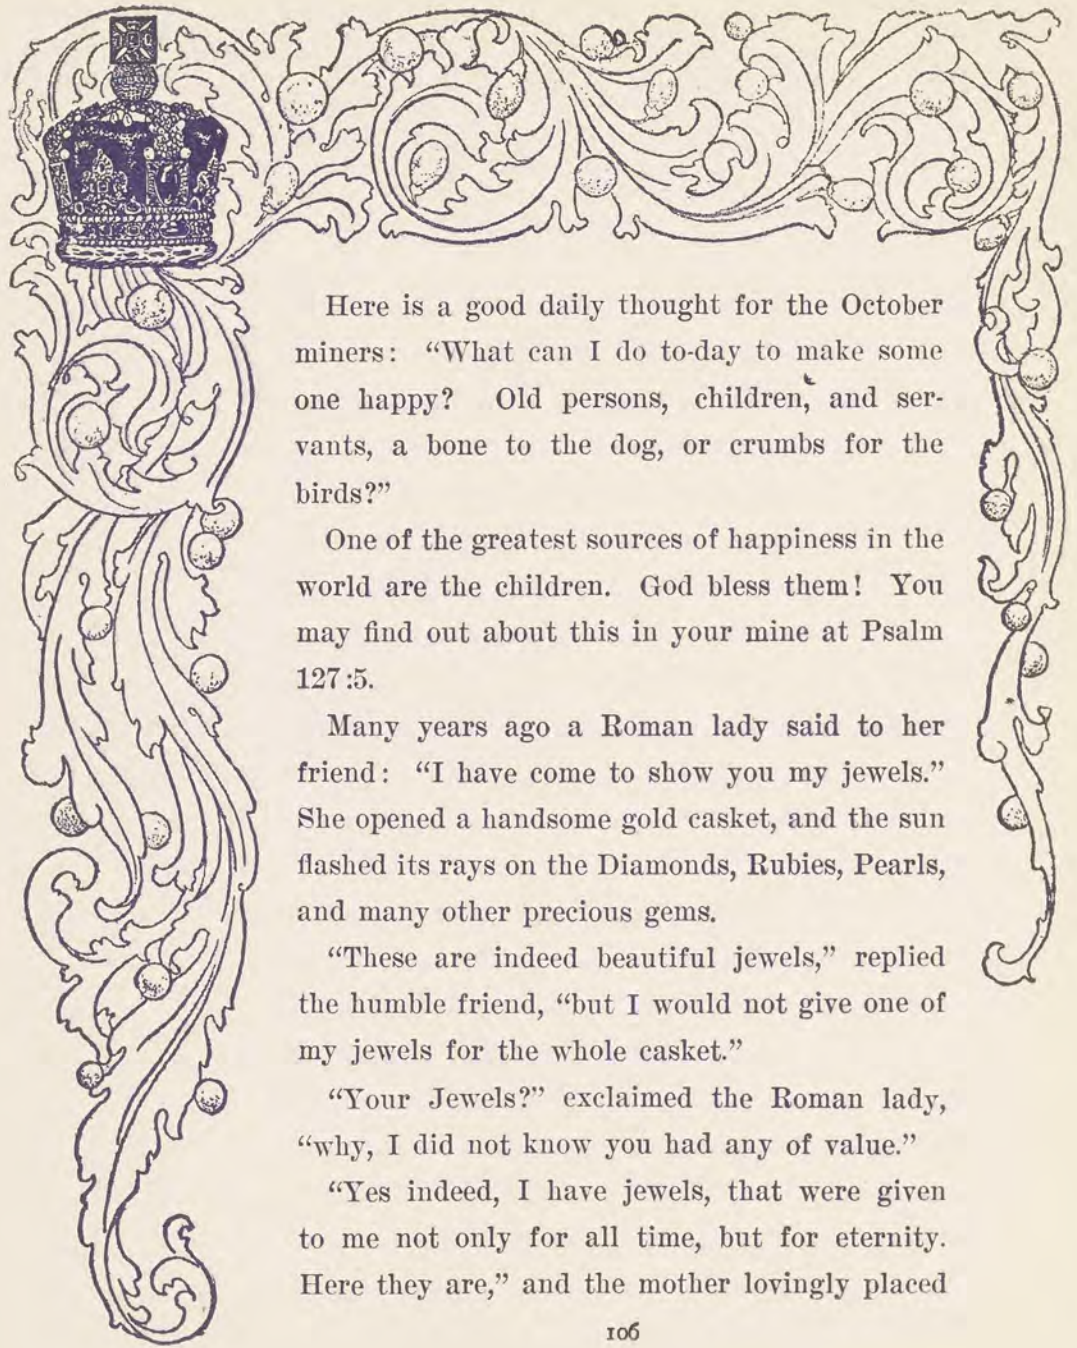 Here is a good daily thought for the October
miners: “What can I do to-day to make some
one happy? Old persons, children, and ser-
vants, a bone to the dog, or crumbs for the
birds?”
One of the greatest sources of happiness in the
world are the children. God bless them! You
may find out about this in your mine at Psalm
127:5.
Many years ago a Roman lady said to her
friend: “I have come to show you my jewels.”
She opened a handsome gold casket, and the sun
flashed its rays on the Diamonds, Rubies, Pearls,
and many other precious gems.
“These are indeed beautiful jewels,” replied
the humble friend, “but I would not give one of
my jewels for the whole casket.”
“Your Jewels?” exclaimed the Roman lady,
“why, I did not know you had any of value.”
“Yes indeed, I have jewels, that were given
to me not only for all time, but for eternity.
Here they are,” and the mother lovingly placed
106